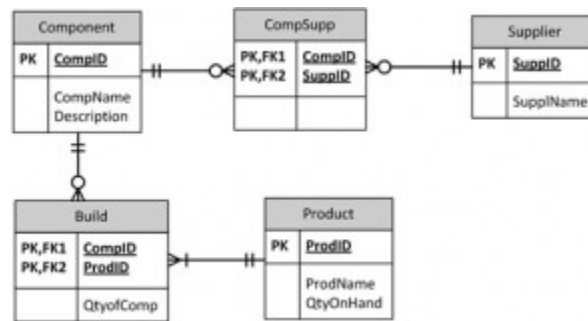 Component
PK CompID
CompName
Description
CompSupp
PK,FK1 CompID
PK,FK2 SuppID
Supplier
PK SuppID
SupplName
Build
PK,FK1 CompID
PK,FK2 ProdID
QtyofComp
Product
PK ProdID
ProdName
QtyOnHand